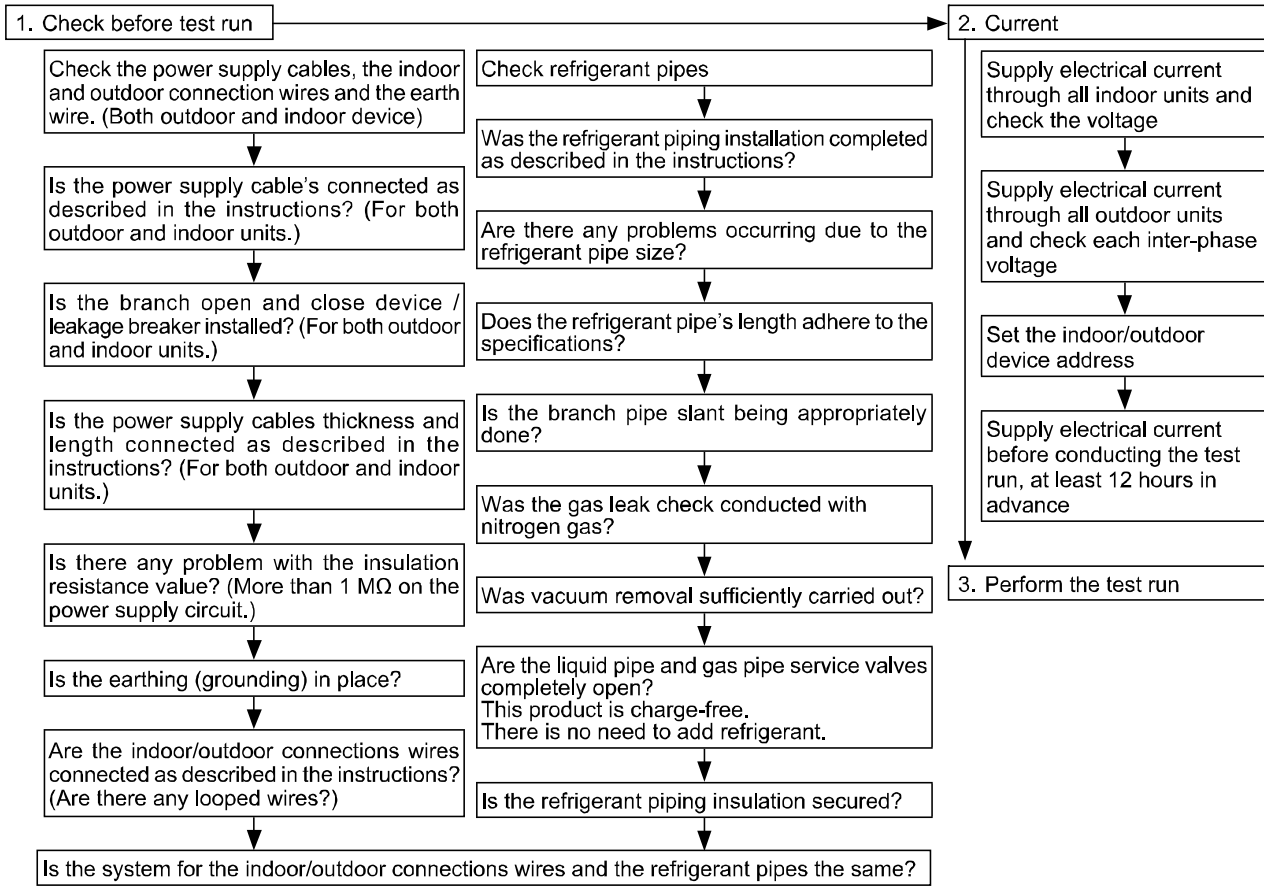 1. Check before test run
Check the power supply cables, the indoor
and outdoor connection wires and the earth
wire. (Both outdoor and indoor device)
Is the power supply cable's connected as
described in the instructions? (For both
outdoor and indoor units.)
Is the branch open and close device /
leakage breaker installed? (For both outdoor
and indoor units.)
Is the power supply cables thickness and
length connected as described in the
instructions? (For both outdoor and indoor
units.)
Is there any problem with the insulation
resistance value? (More than 1 MΩ on the
power supply circuit.)
Is the earthing (grounding) in place?
Are the indoor/outdoor connections wires
connected as described in the instructions?
(Are there any looped wires?)
Check refrigerant pipes
Was the refrigerant piping installation completed
as described in the instructions?
Are there any problems occurring due to the
refrigerant pipe size?
Does the refrigerant pipe's length adhere to the
specifications?
Is the branch pipe slant being appropriately
done?
Was the gas leak check conducted with
nitrogen gas?
Was vacuum removal sufficiently carried out?
Are the liquid pipe and gas pipe service valves
completely open?
This product is charge-free.
There is no need to add refrigerant.
Is the refrigerant piping insulation secured?
Is the system for the indoor/outdoor connections wires and the refrigerant pipes the same?
2. Current
Supply electrical current
through all indoor units and
check the voltage
Supply electrical current
through all outdoor units
and check each inter-phase
voltage
Set the indoor/outdoor
device address
Supply electrical current
before conducting the test
run, at least 12 hours in
advance
3. Perform the test run